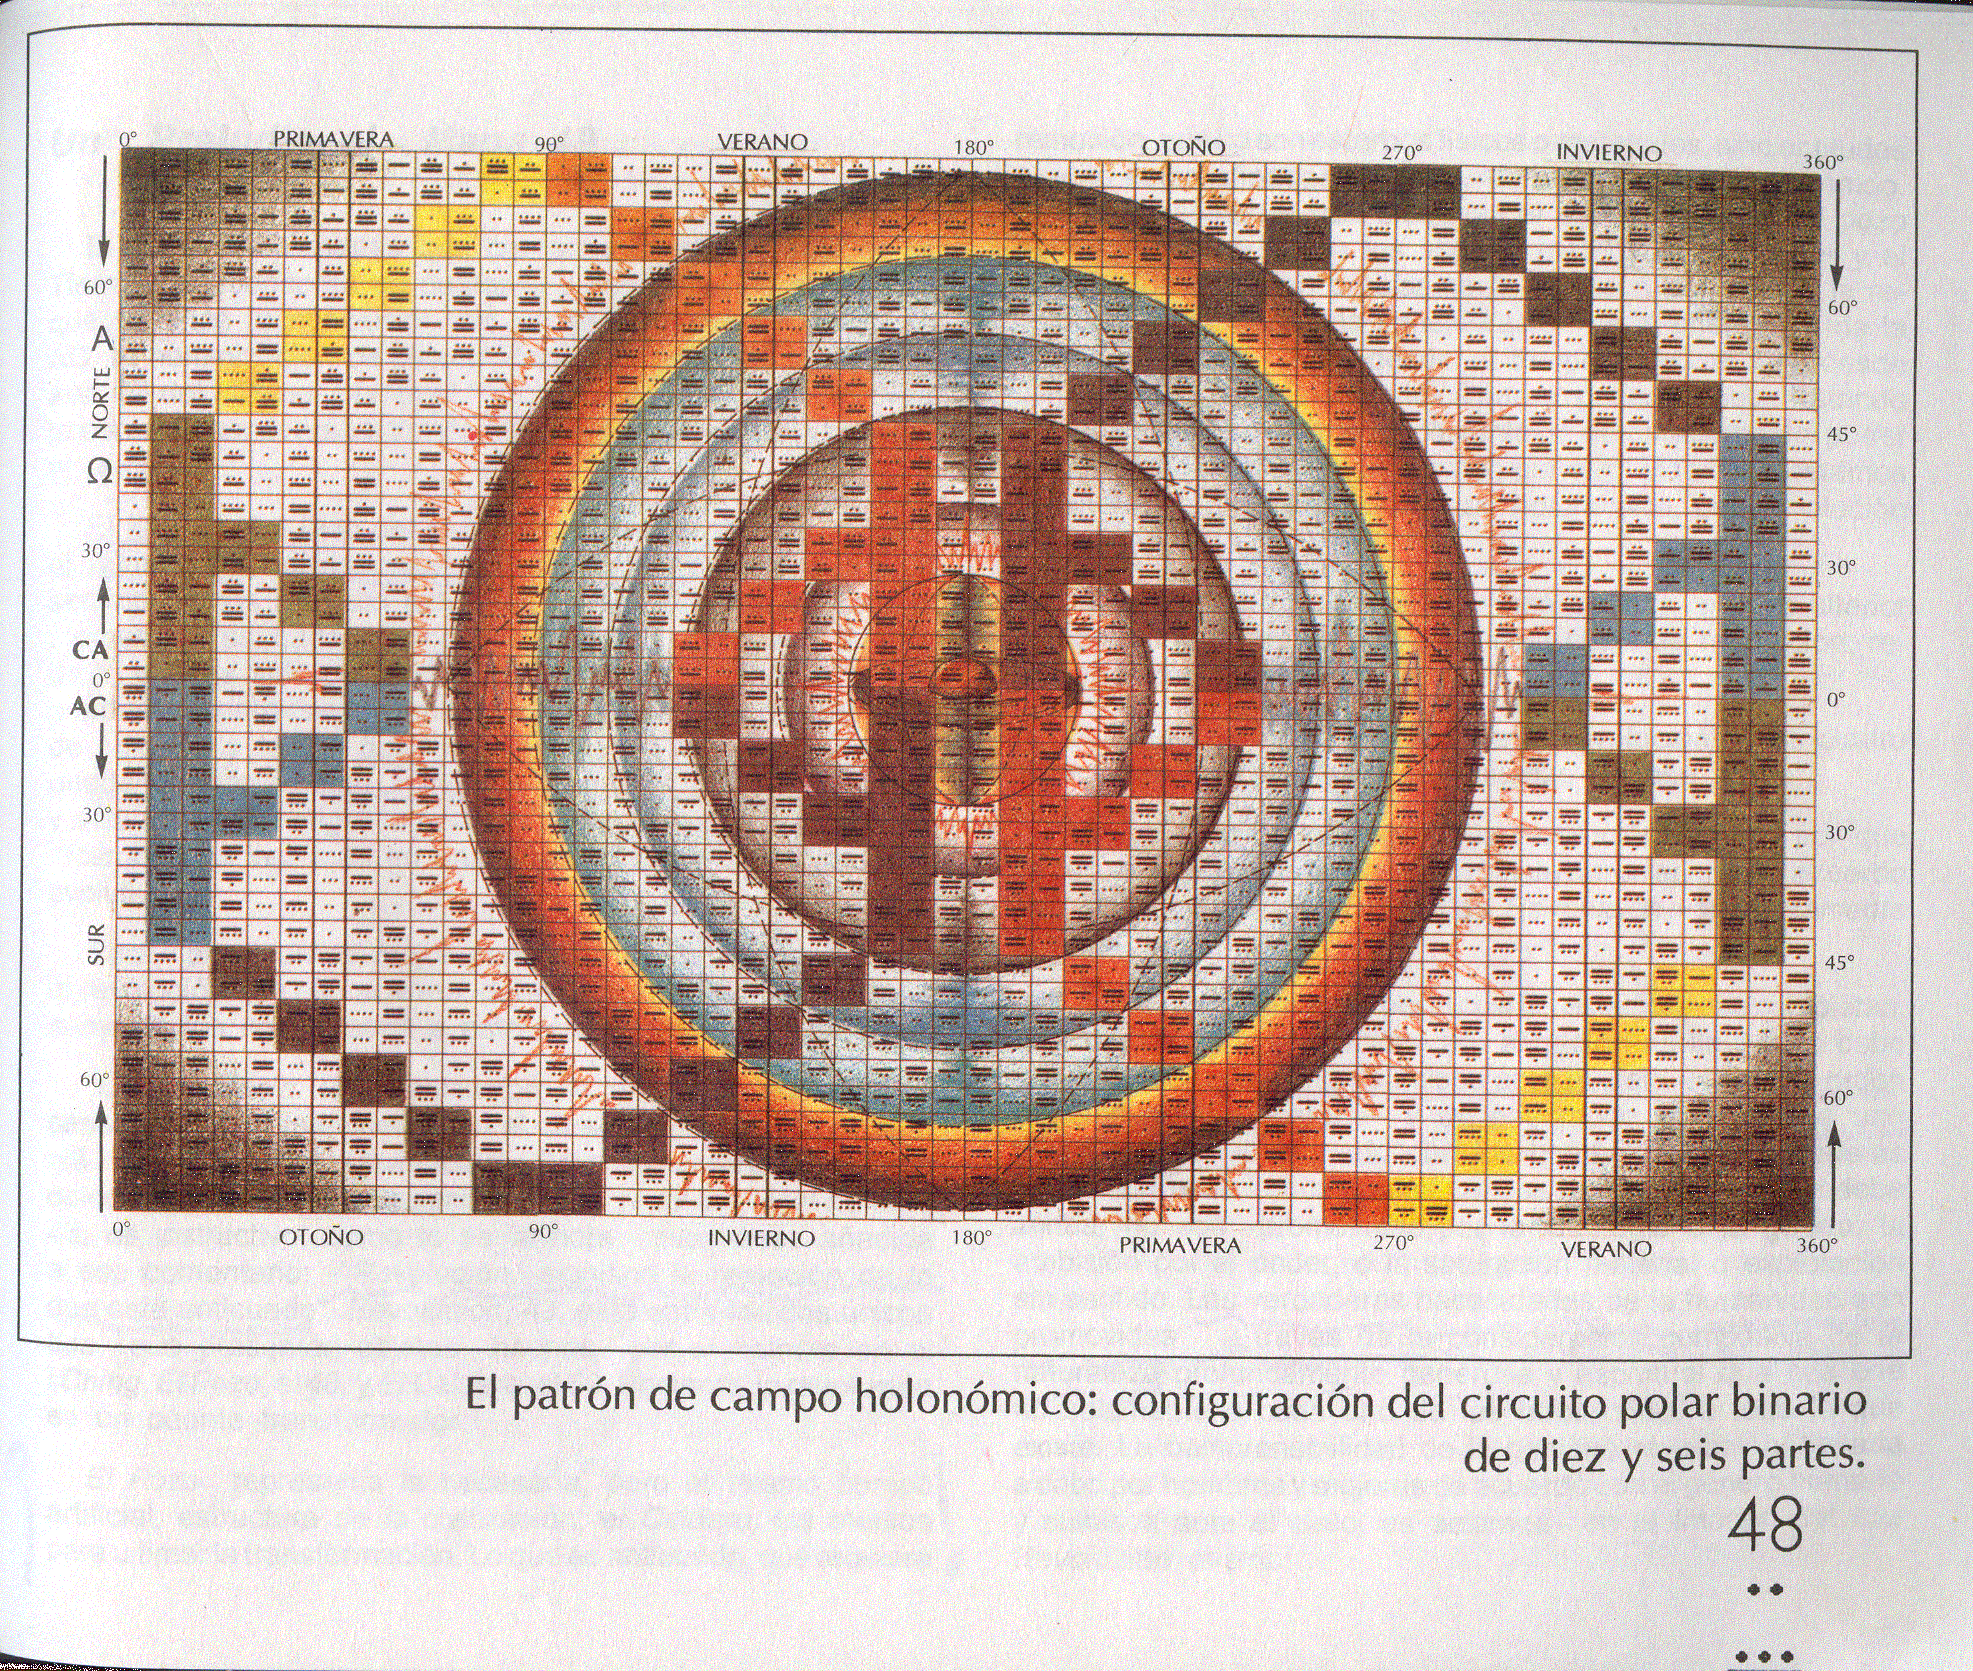 0° PRIMAVERA 90° VERANO 180° OTOÑO 270° INVIERNO 360°
60° 60°
A
NORTE
Ω
45°
30° 30°
CA
0° 0°
AC
30° 30°
SUR
45°
60° 60°
0° OTOÑO 90° INVIERNO 180° PRIMAVERA 270° VERANO 360°
El patrón de campo holonómico: configuración del circuito polar binario
de diez y seis partes.
48